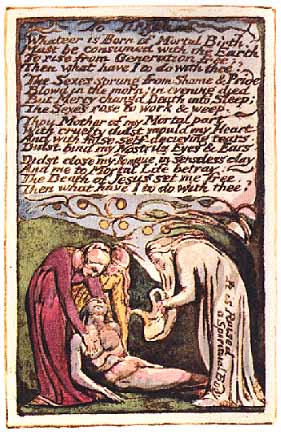 Whate'er is Born of Mortal Birth
Must be consumed with the Earth
To rise from Generation free;
Then what have I to do with thee?
The Sexes sprung from Shame & Pride
Blow'd in the morn; in evening died
But Mercy changd Death into Sleep;
The Sexes rose to work & weep.
Thou Mother of my Mortal part
With cruelty didst mould my Heart
And with false self-decieving tears
Didst bind my Nostrils Eyes & Ears
Didst close my Tongue in senseless clay
And me to Mortal Life betray:
The Death of Jesus set me free,
Then what have I to do with thee?
It is Raised
a Spiritual Body